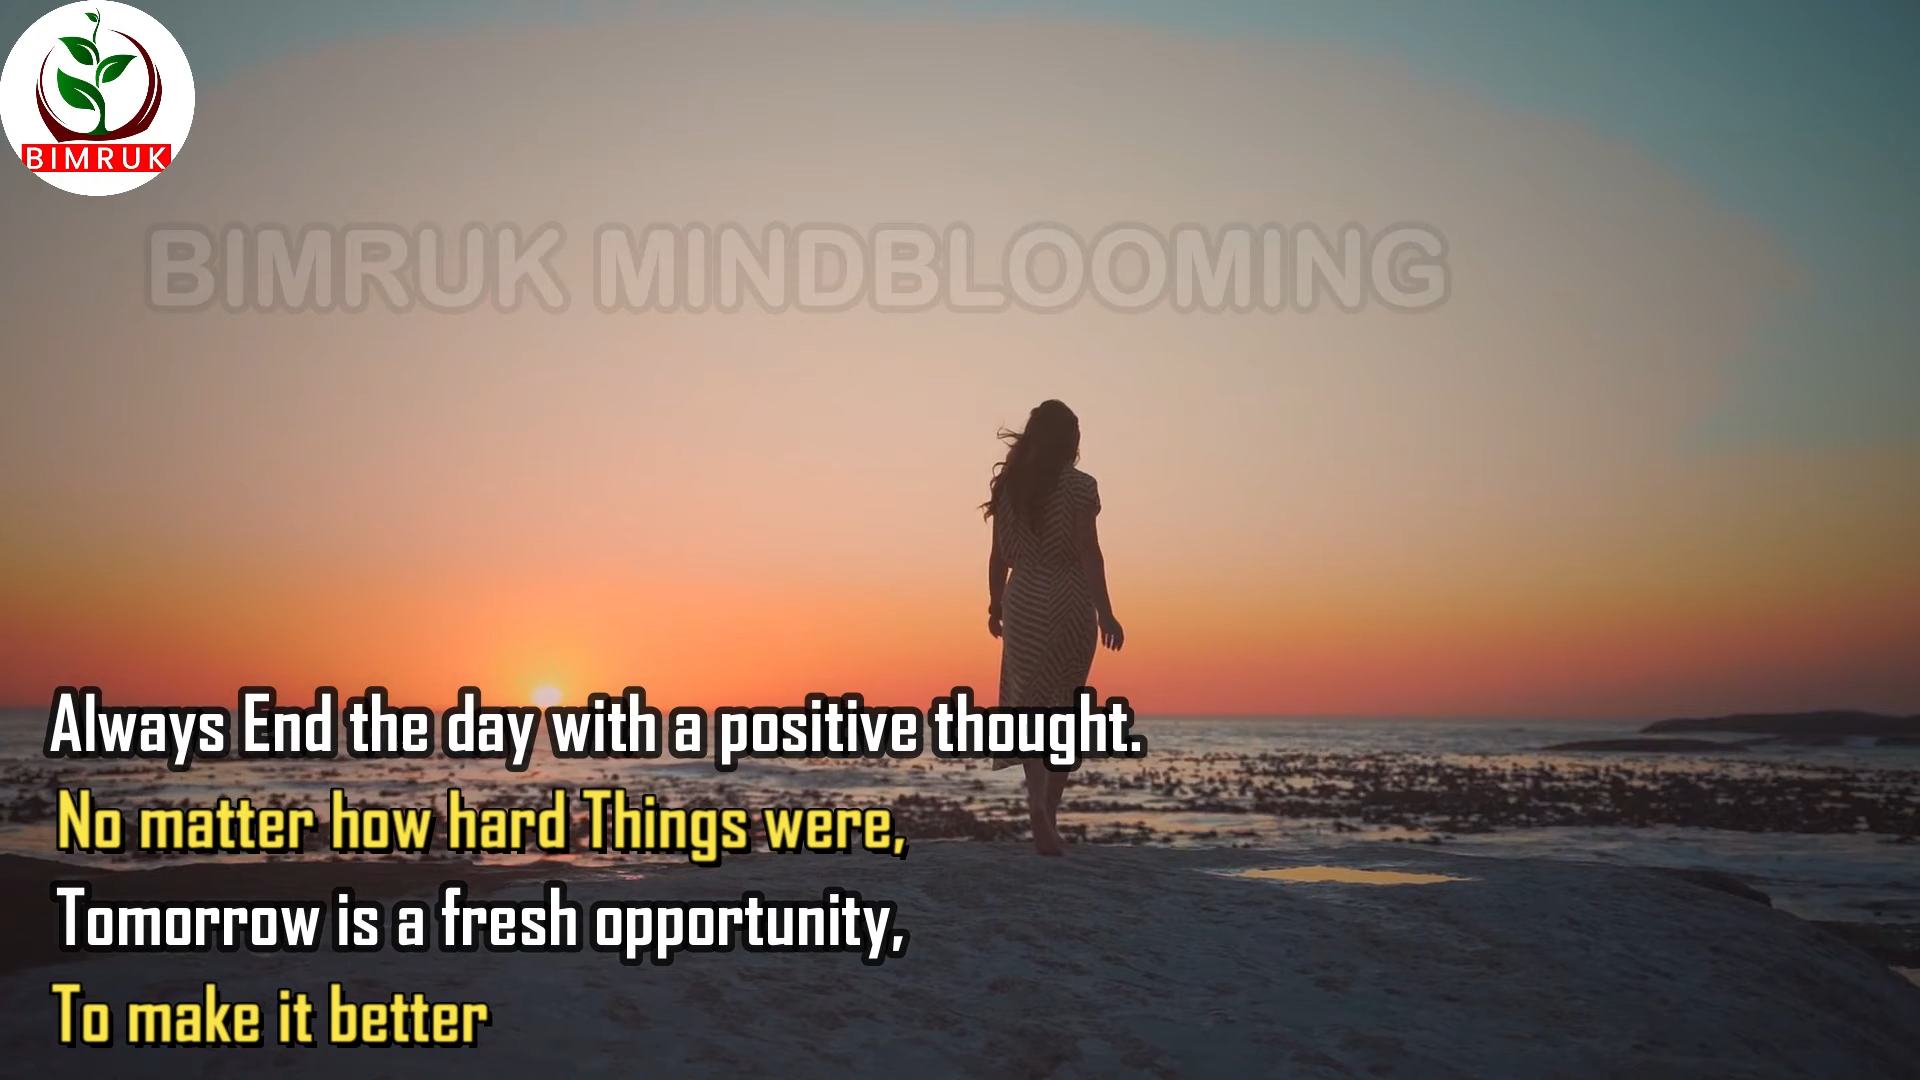 BIMRUK
BIMRUK MINDBLOOMING
Always End the day with a positive thought.
No matter how hard Things were,
Tomorrow is a fresh opportunity,
To make it better